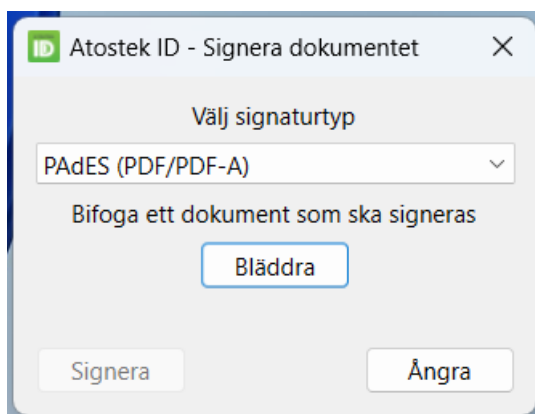 ID Atostek ID - Signera dokumentet
Välj signaturtyp
PAdES (PDF/PDF-A)
Bifoga ett dokument som ska signeras
Bläddra
Signera Ångra